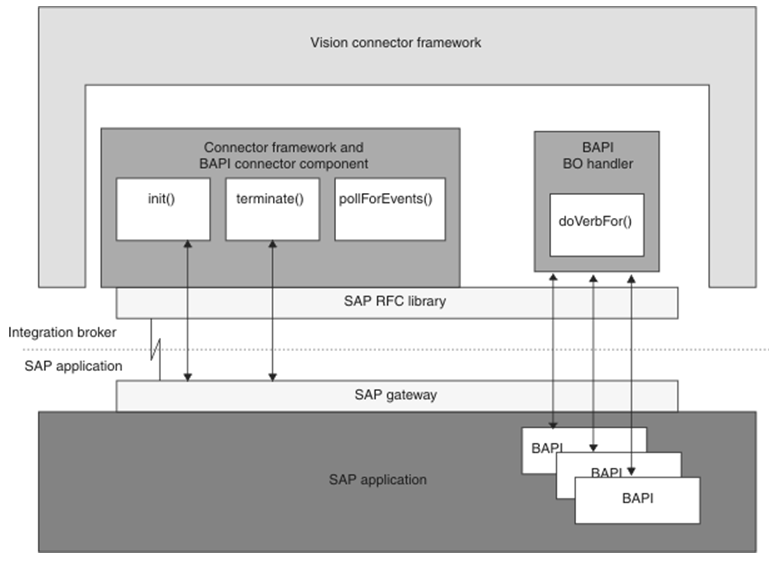 Vision connector framework
Connector framework and
BAPI connector component
init()
terminate()
pollForEvents()
BAPI
BO handler
doVerbFor()
SAP RFC library
Integration broker
SAP application
SAP gateway
SAP application
BAPI
BAPI
BAPI